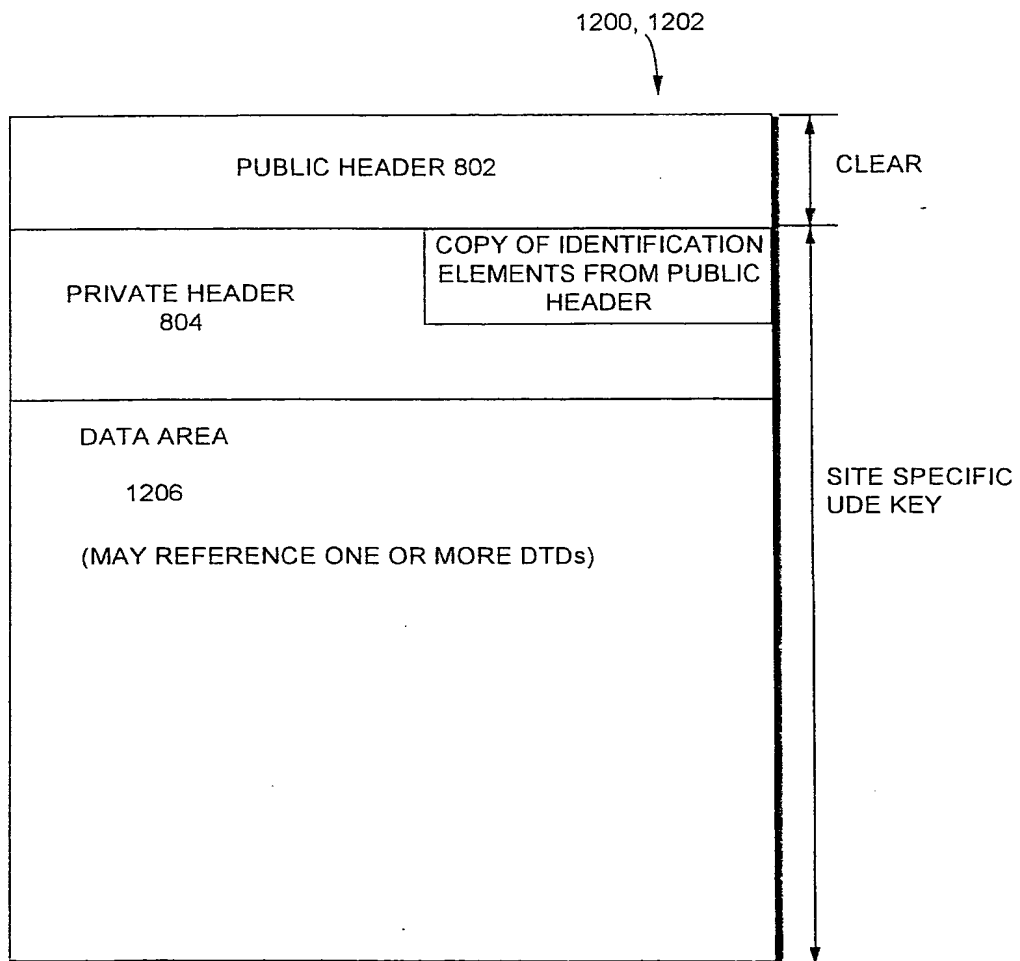 1200, 1202
PUBLIC HEADER 802
CLEAR
COPY OF IDENTIFICATION
ELEMENTS FROM PUBLIC
HEADER
PRIVATE HEADER
804
DATA AREA
1206
(MAY REFERENCE ONE OR MORE DTDs)
SITE SPECIFIC
UDE KEY